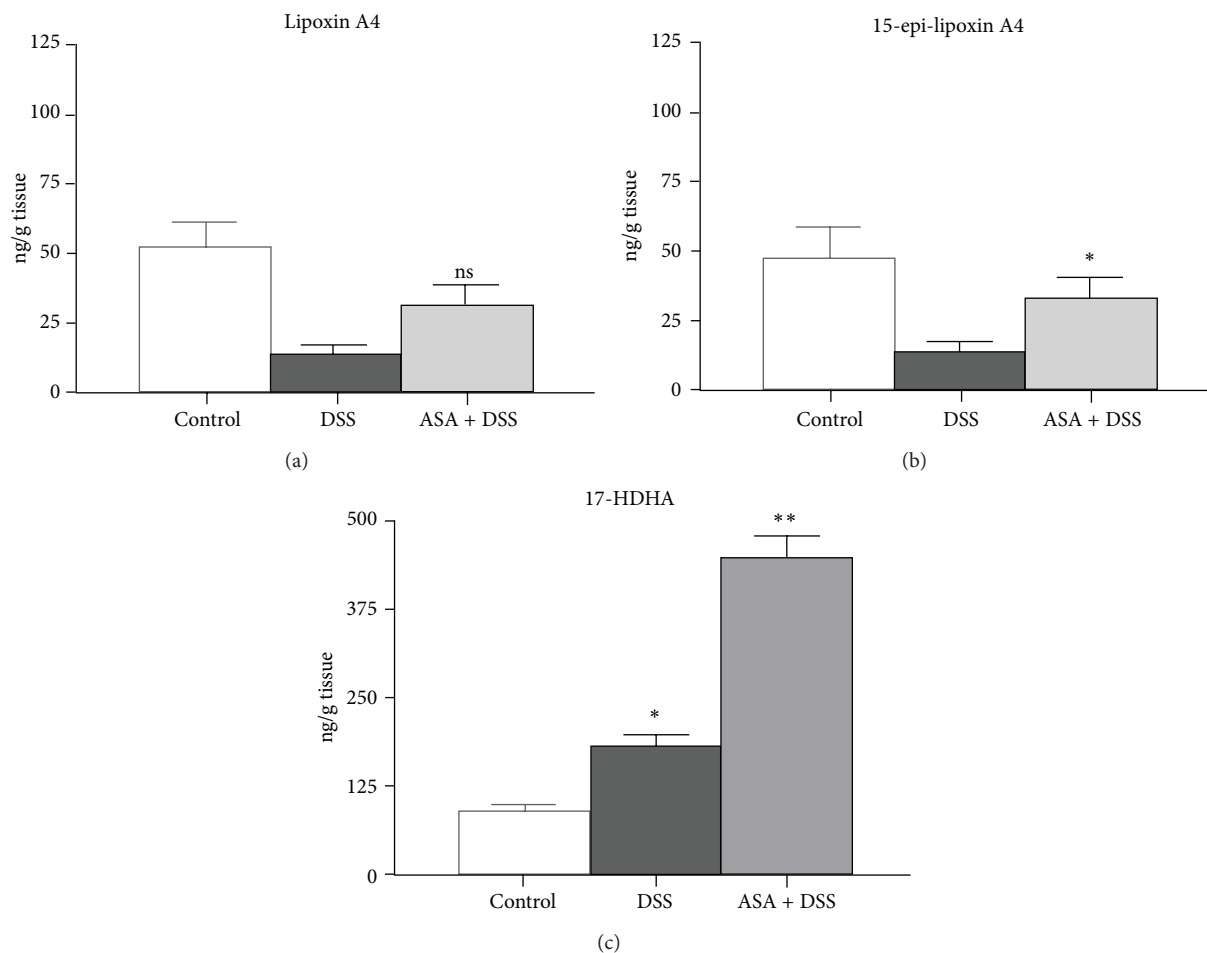 Lipoxin A4
125
100
75
50
25
0
ng/g tissue
ns
Control DSS ASA + DSS
(a)
15-epi-lipoxin A4
125
100
75
50
25
0
ng/g tissue
*
Control DSS ASA + DSS
(b)
17-HDHA
500
375
250
125
0
ng/g tissue
*
**
Control DSS ASA + DSS
(c)